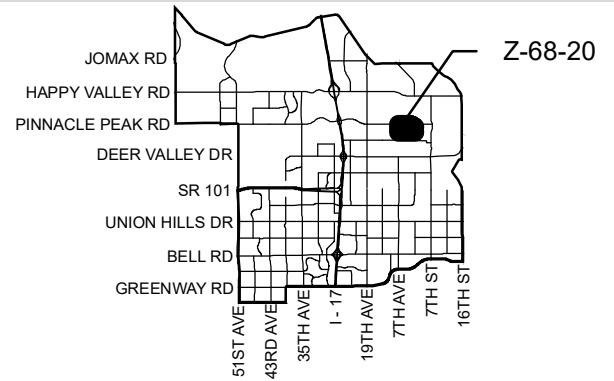 Z-68-20
JOMAX RD
HAPPY VALLEY RD
PINNACLE PEAK RD
DEER VALLEY DR
SR 101
UNION HILLS DR
BELL RD
GREENWAY RD
51ST AVE
43RD AVE
35TH AVE
I - 17
19TH AVE
7TH AVE
7TH ST
16TH ST